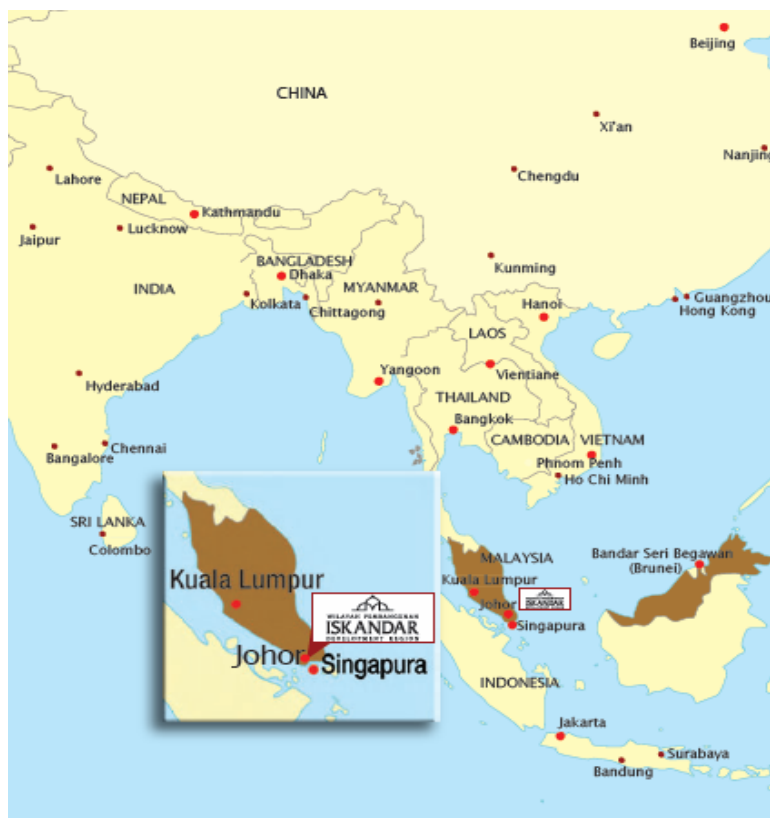 Beijing
CHINA
Xi'an
Nanjing
Lahore
Chengdu
NEPAL
Kathmandu
Jaipur
Lucknow
BANGLADESH
Dhaka
Kunming
INDIA
MYANMAR
Kolkata
Chittagong
Hanoi
Guangzhou
Hong Kong
LAOS
Yangoon
Vientiane
Hyderabad
THAILAND
Bangkok
Chennai
Bangalore
CAMBODIA
VIETNAM
Phnom Penh
Ho Chi Minh
SRI LANKA
Colombo
MALAYSIA
Bandar Seri Begawan
(Brunei)
Kuala Lumpur
Johor
ISKANDAR
Singapura
INDONESIA
Jakarta
Surabaya
Bandung
Kuala Lumpur
WILAYAH PEMBANGUNAN
ISKANDAR
DEVELOPMENT REGION
Johor
Singapura